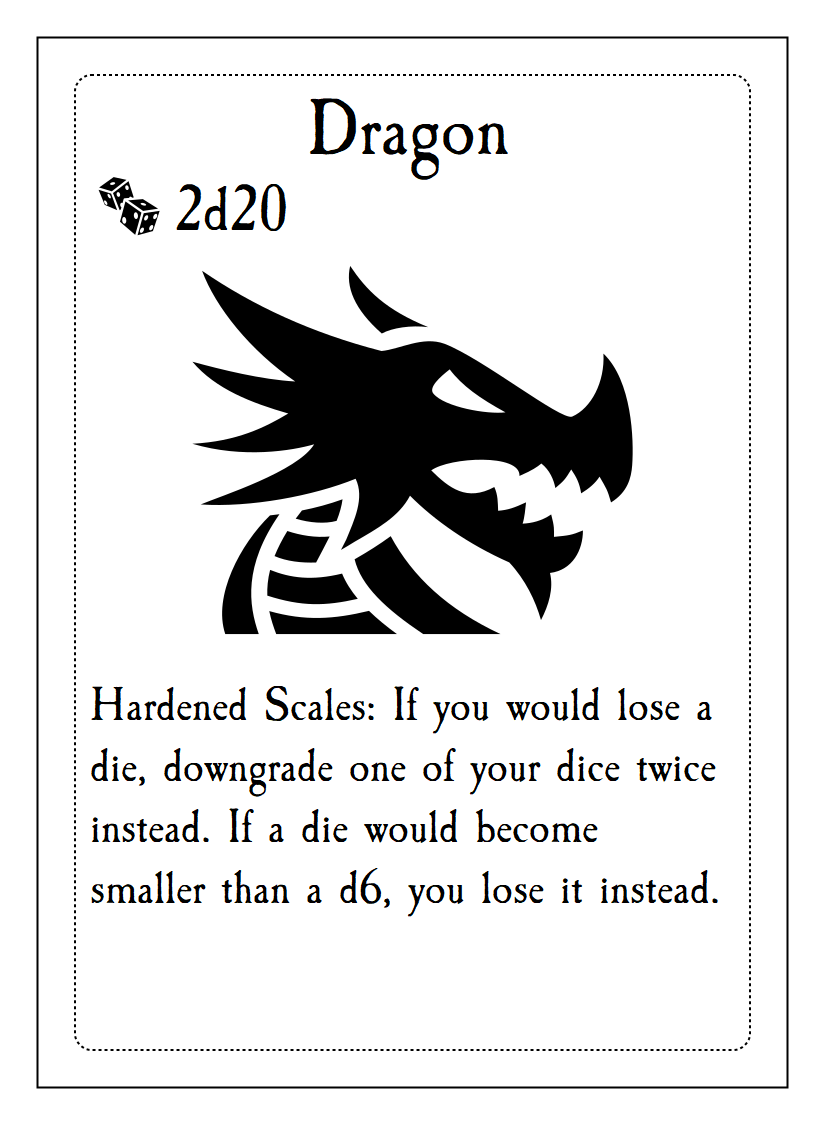 Dragon
2d20
Hardened Scales: If you would lose a
die, downgrade one of your dice twice
instead. If a die would become
smaller than a d6, you lose it instead.